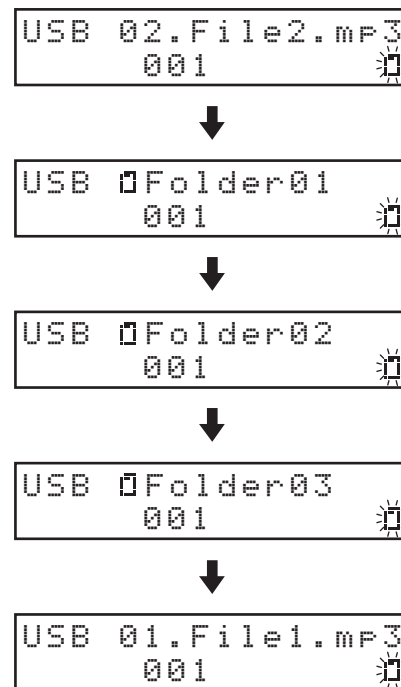 USB 02.File2.mp3
001
USB Folder01
001
USB Folder02
001
USB Folder03
001
USB 01.File1.mp3
001